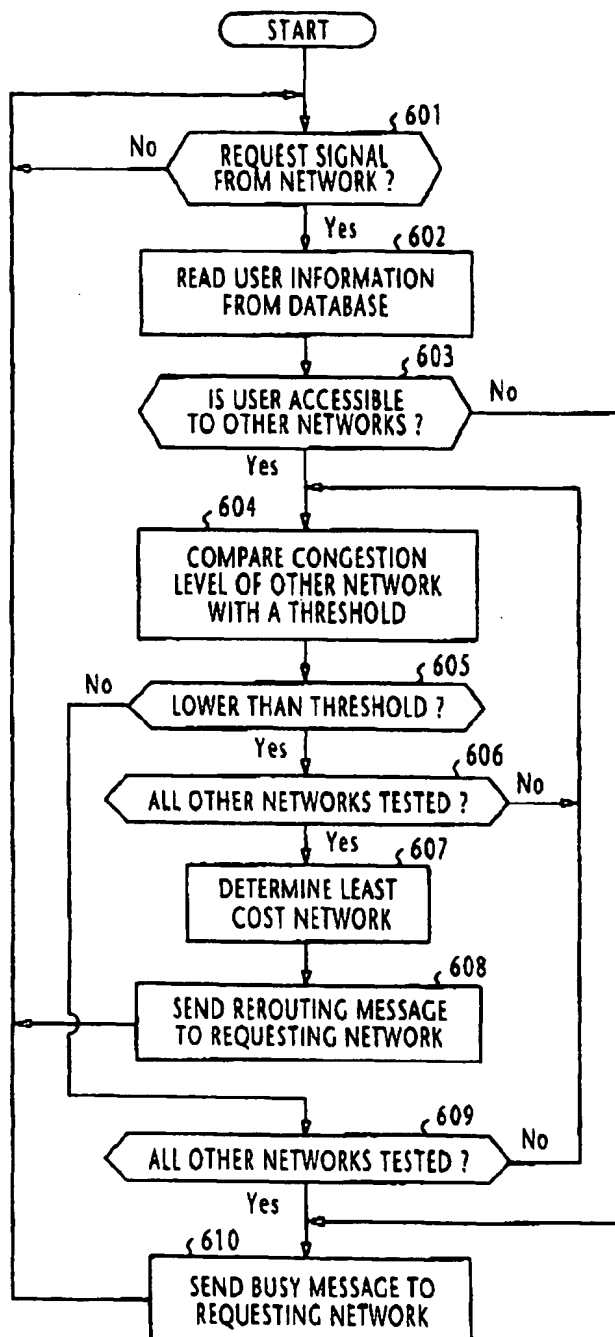 START
601
No
REQUEST SIGNAL
FROM NETWORK ?
Yes
602
READ USER INFORMATION
FROM DATABASE
603
IS USER ACCESSIBLE
TO OTHER NETWORKS ?
No
Yes
604
COMPARE CONGESTION
LEVEL OF OTHER NETWORK
WITH A THRESHOLD
605
No
LOWER THAN THRESHOLD ?
Yes
606
ALL OTHER NETWORKS TESTED ?
No
Yes
607
DETERMINE LEAST
COST NETWORK
608
SEND REROUTING MESSAGE
TO REQUESTING NETWORK
609
ALL OTHER NETWORKS TESTED ?
No
Yes
610
SEND BUSY MESSAGE TO
REQUESTING NETWORK